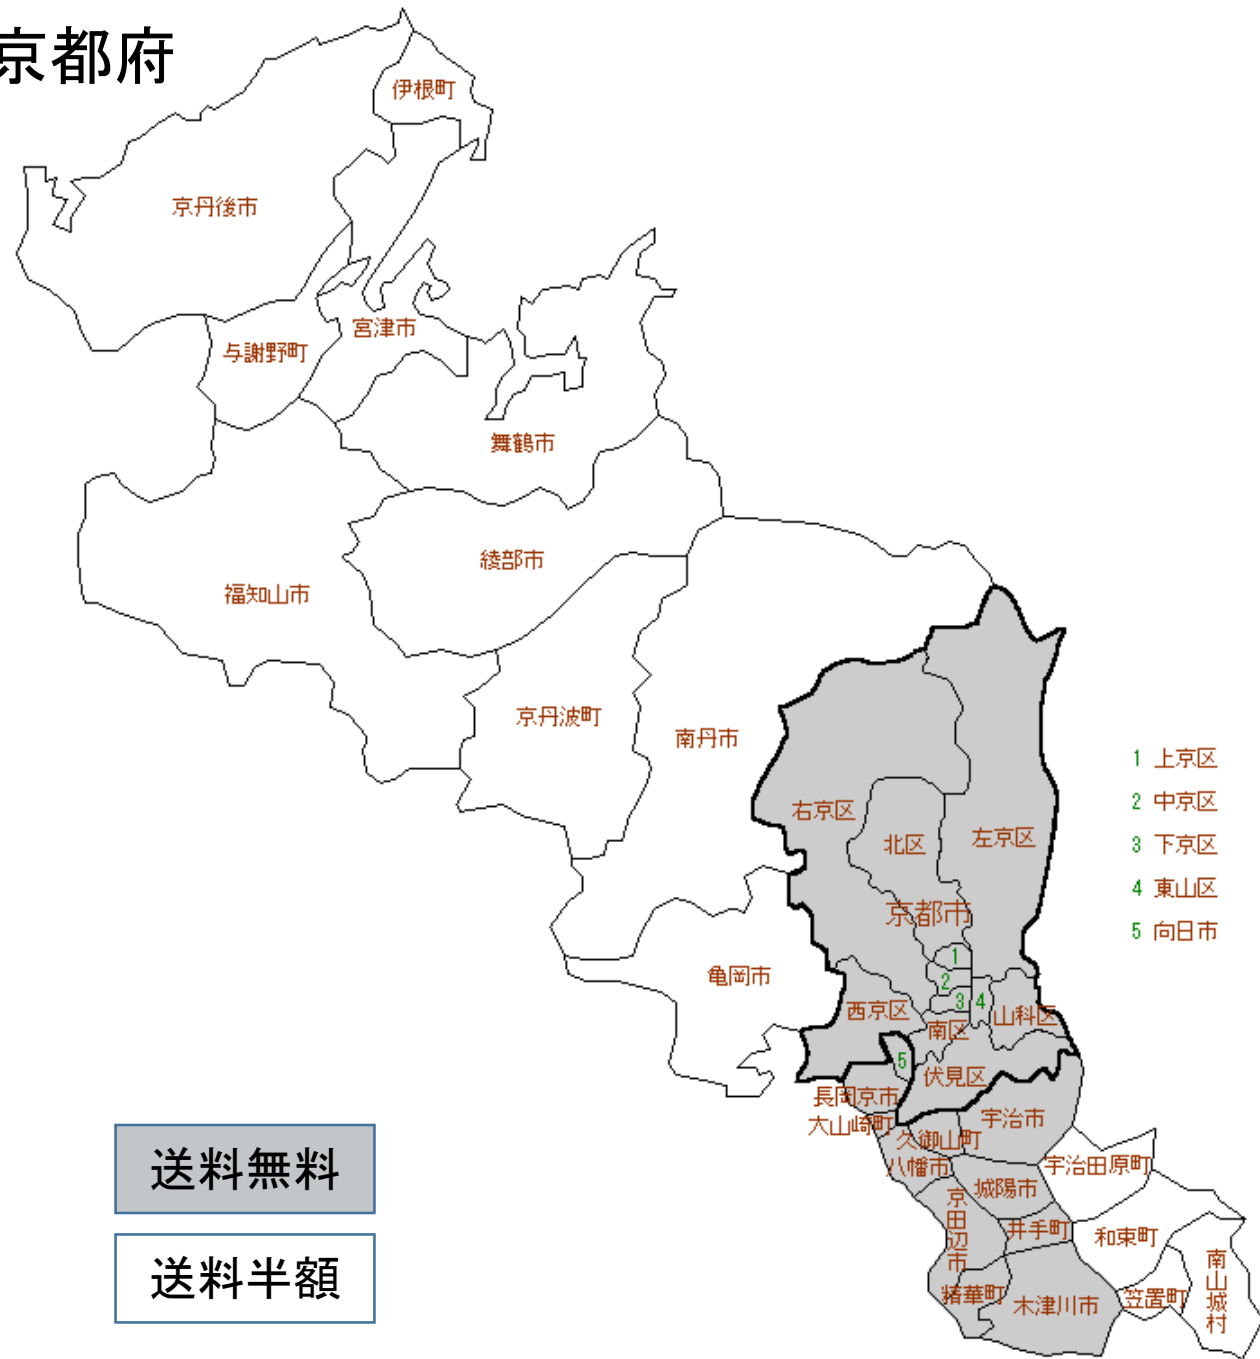 京都府
伊根町
京丹後市
宮津市
与謝野町
舞鶴市
綾部市
福知山市
京丹波町
南丹市
1 上京区
2 中京区
3 下京区
4 東山区
5 向日市
右京区
北区
左京区
京都市
1
2
3
4
亀岡市
西京区
南区
山科区
5
伏見区
長岡京市
大山崎町
宇治市
久御山町
八幡市
宇治田原町
城陽市
京田辺市
井手町
和束町
南山城村
精華町
木津川市
笠置町
送料無料
送料半額